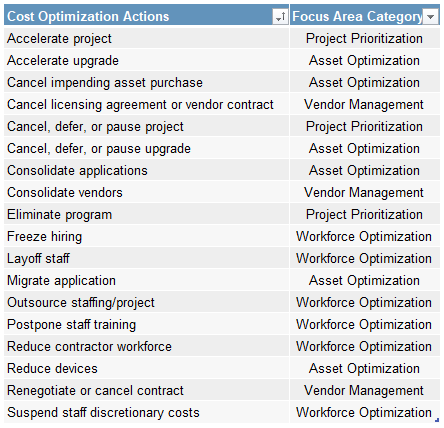 Cost Optimization Actions Focus Area Category
Accelerate project Project Prioritization
Accelerate upgrade Asset Optimization
Cancel impending asset purchase Asset Optimization
Cancel licensing agreement or vendor contract Vendor Management
Cancel, defer, or pause project Project Prioritization
Cancel, defer, or pause upgrade Asset Optimization
Consolidate applications Asset Optimization
Consolidate vendors Vendor Management
Eliminate program Project Prioritization
Freeze hiring Workforce Optimization
Layoff staff Workforce Optimization
Migrate application Asset Optimization
Outsource staffing/project Workforce Optimization
Postpone staff training Workforce Optimization
Reduce contractor workforce Workforce Optimization
Reduce devices Asset Optimization
Renegotiate or cancel contract Vendor Management
Suspend staff discretionary costs Workforce Optimization